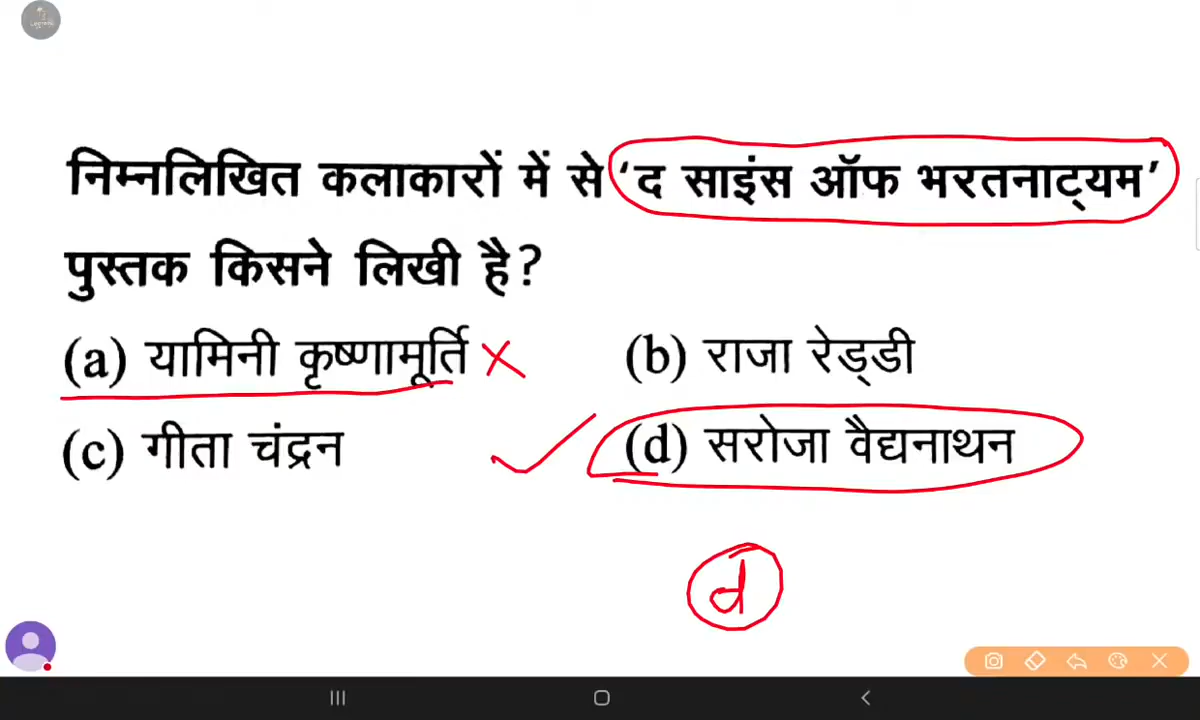 निम्नलिखित कलाकारों में से ‘द साइंस ऑफ भरतनाट्यम’
पुस्तक किसने लिखी है?
(a) यामिनी कृष्णामूर्ति
(b) राजा रेड्डी
(c) गीता चंद्रन
(d) सरोजा वैद्यनाथन
d